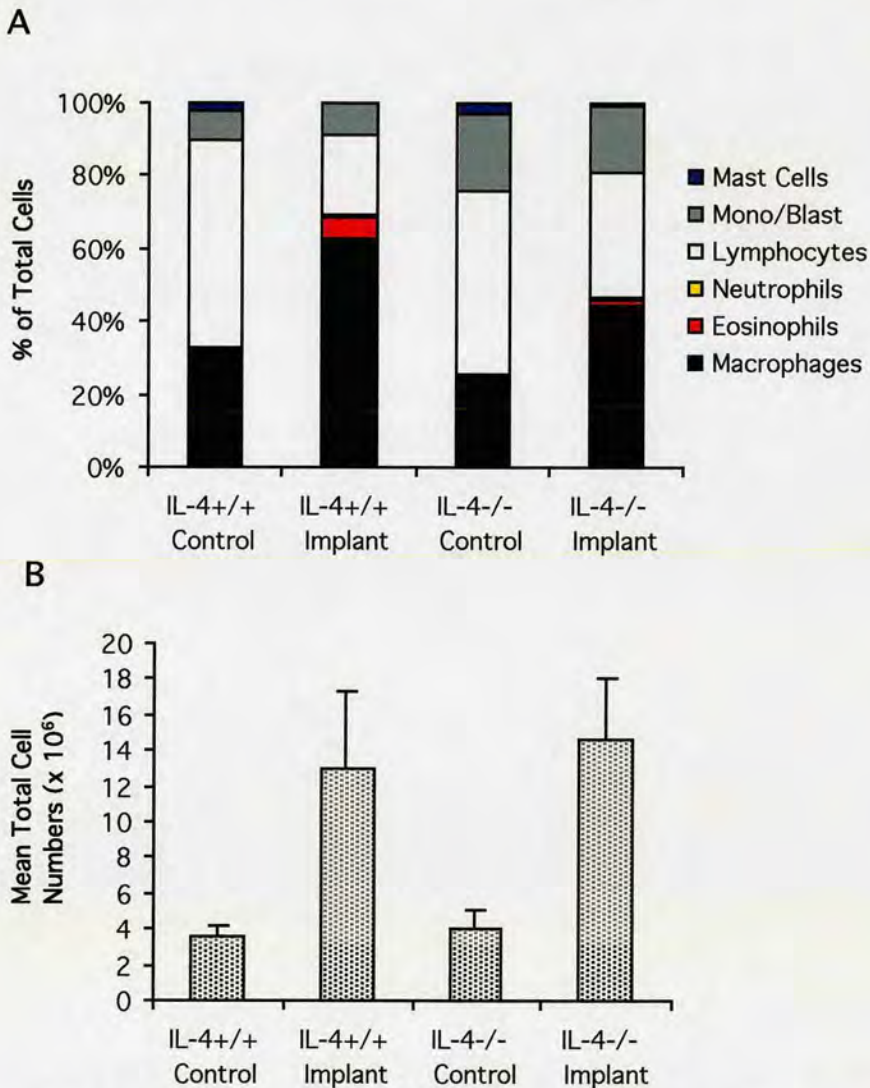 A
100%
80%
60%
40%
20%
0%
% of Total Cells
Mast Cells
Mono/Blast
Lymphocytes
Neutrophils
Eosinophils
Macrophages
IL-4+/+ IL-4+/+ IL-4-/- IL-4-/-
Control Implant Control Implant
B
20
18
16
14
12
10
8
6
4
2
0
Mean Total Cell
Numbers (x 10⁶)
IL-4+/+ IL-4+/+ IL-4-/- IL-4-/-
Control Implant Control Implant